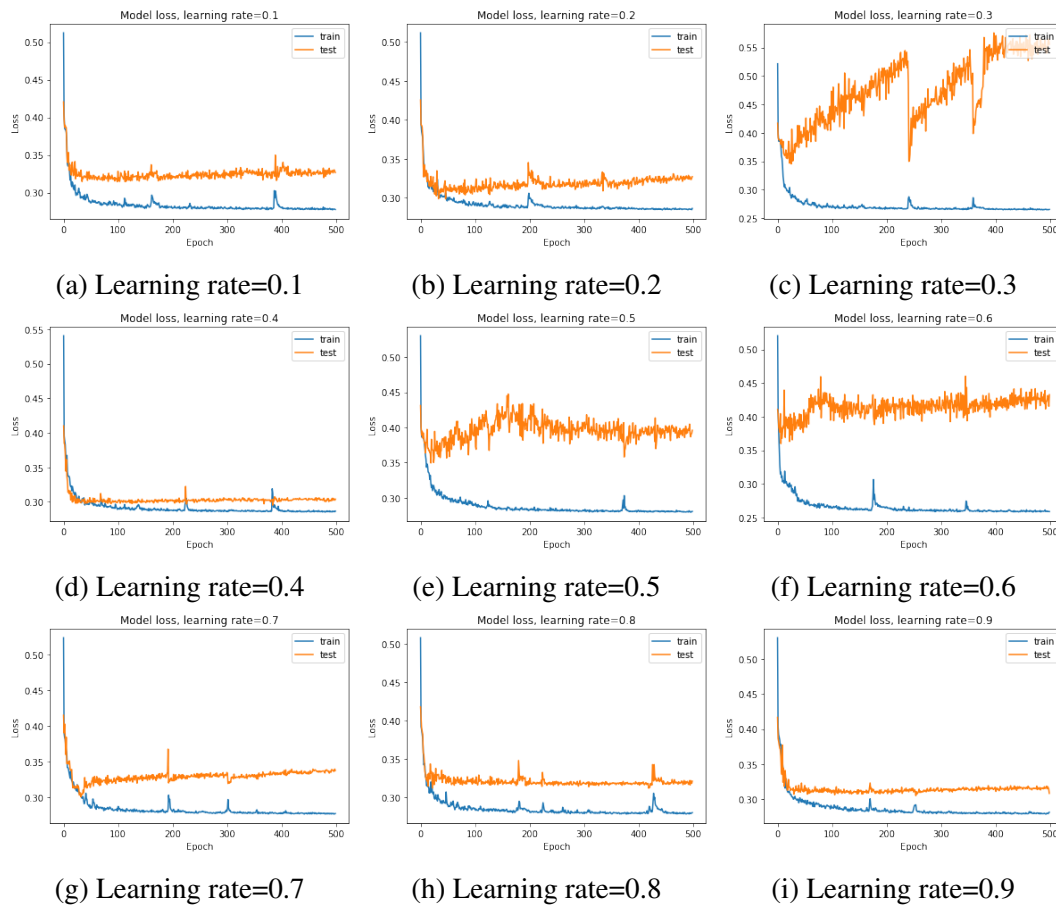 Model loss, learning rate=0.1
Model loss, learning rate=0.2
Model loss, learning rate=0.3
0.50
0.45
0.40
0.35
0.30
Loss
train
test
0 100 200 300 400 500
Epoch
0.50
0.45
0.40
0.35
0.30
Loss
train
test
0 100 200 300 400 500
Epoch
0.55
0.50
0.45
0.40
0.35
0.30
0.25
Loss
train
test
0 100 200 300 400 500
Epoch
(a) Learning rate=0.1
(b) Learning rate=0.2
(c) Learning rate=0.3
Model loss, learning rate=0.4
Model loss, learning rate=0.5
Model loss, learning rate=0.6
0.55
0.50
0.45
0.40
0.35
0.30
Loss
train
test
0 100 200 300 400 500
Epoch
0.50
0.45
0.40
0.35
0.30
Loss
train
test
0 100 200 300 400 500
Epoch
0.50
0.45
0.40
0.35
0.30
0.25
Loss
train
test
0 100 200 300 400 500
Epoch
(d) Learning rate=0.4
(e) Learning rate=0.5
(f) Learning rate=0.6
Model loss, learning rate=0.7
Model loss, learning rate=0.8
Model loss, learning rate=0.9
0.50
0.45
0.40
0.35
0.30
Loss
train
test
0 100 200 300 400 500
Epoch
0.50
0.45
0.40
0.35
0.30
Loss
train
test
0 100 200 300 400 500
Epoch
0.50
0.45
0.40
0.35
0.30
Loss
train
test
0 100 200 300 400 500
Epoch
(g) Learning rate=0.7
(h) Learning rate=0.8
(i) Learning rate=0.9